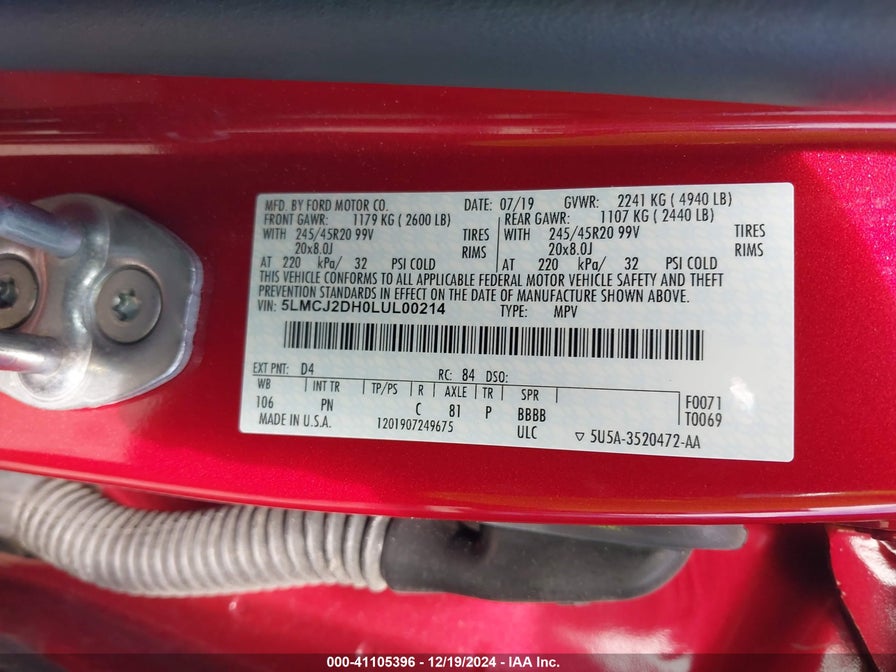 MFD. BY FORD MOTOR CO. DATE: 07/19 GVWR: 2241 KG ( 4940 LB)
FRONT GAWR: 1179 KG ( 2600 LB) REAR GAWR: 1107 KG ( 2440 LB)
WITH 245/45R20 99V TIRES WITH 245/45R20 99V TIRES
20x8.0J RIMS 20x8.0J RIMS
AT 220 kPa/ 32 PSI COLD AT 220 kPa/ 32 PSI COLD
THIS VEHICLE CONFORMS TO ALL APPLICABLE FEDERAL MOTOR VEHICLE SAFETY AND THEFT
PREVENTION STANDARDS IN EFFECT ON THE DATE OF MANUFACTURE SHOWN ABOVE.
VIN: 5LMCJ2DH0LUL00214 TYPE: MPV
EXT PNT: D4 RC: 84 DSO:
WB INT TR TP/PS R AXLE TR SPR F0071
106 PN C 81 P BBBB T0069
MADE IN U.S.A. 1201907249675 ULC ▽ 5U5A-3520472-AA
000-41105396 - 12/19/2024 - IAA Inc.